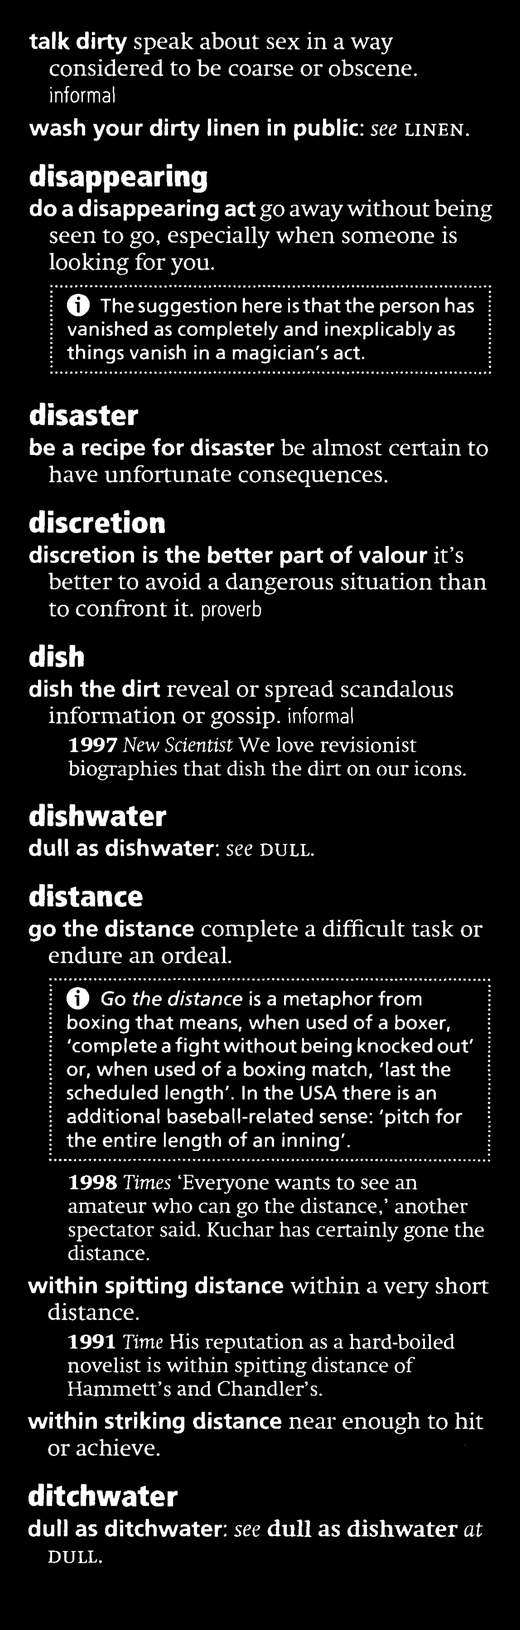 talk dirty speak about sex in a way
considered to be coarse or obscene.
informal
wash your dirty linen in public: see LINEN.
disappearing
do a disappearing act go away without being
seen to go, especially when someone is
looking for you.
i The suggestion here is that the person has
vanished as completely and inexplicably as
things vanish in a magician's act.
disaster
be a recipe for disaster be almost certain to
have unfortunate consequences.
discretion
discretion is the better part of valour it's
better to avoid a dangerous situation than
to confront it. proverb
dish
dish the dirt reveal or spread scandalous
information or gossip. informal
1997 New Scientist We love revisionist
biographies that dish the dirt on our icons.
dishwater
dull as dishwater: see DULL.
distance
go the distance complete a difficult task or
endure an ordeal.
i Go the distance is a metaphor from
boxing that means, when used of a boxer,
'complete a fight without being knocked out'
or, when used of a boxing match, 'last the
scheduled length'. In the USA there is an
additional baseball-related sense: 'pitch for
the entire length of an inning'.
1998 Times 'Everyone wants to see an
amateur who can go the distance,' another
spectator said. Kuchar has certainly gone the
distance.
within spitting distance within a very short
distance.
1991 Time His reputation as a hard-boiled
novelist is within spitting distance of
Hammett's and Chandler's.
within striking distance near enough to hit
or achieve.
ditchwater
dull as ditchwater: see dull as dishwater at
DULL.